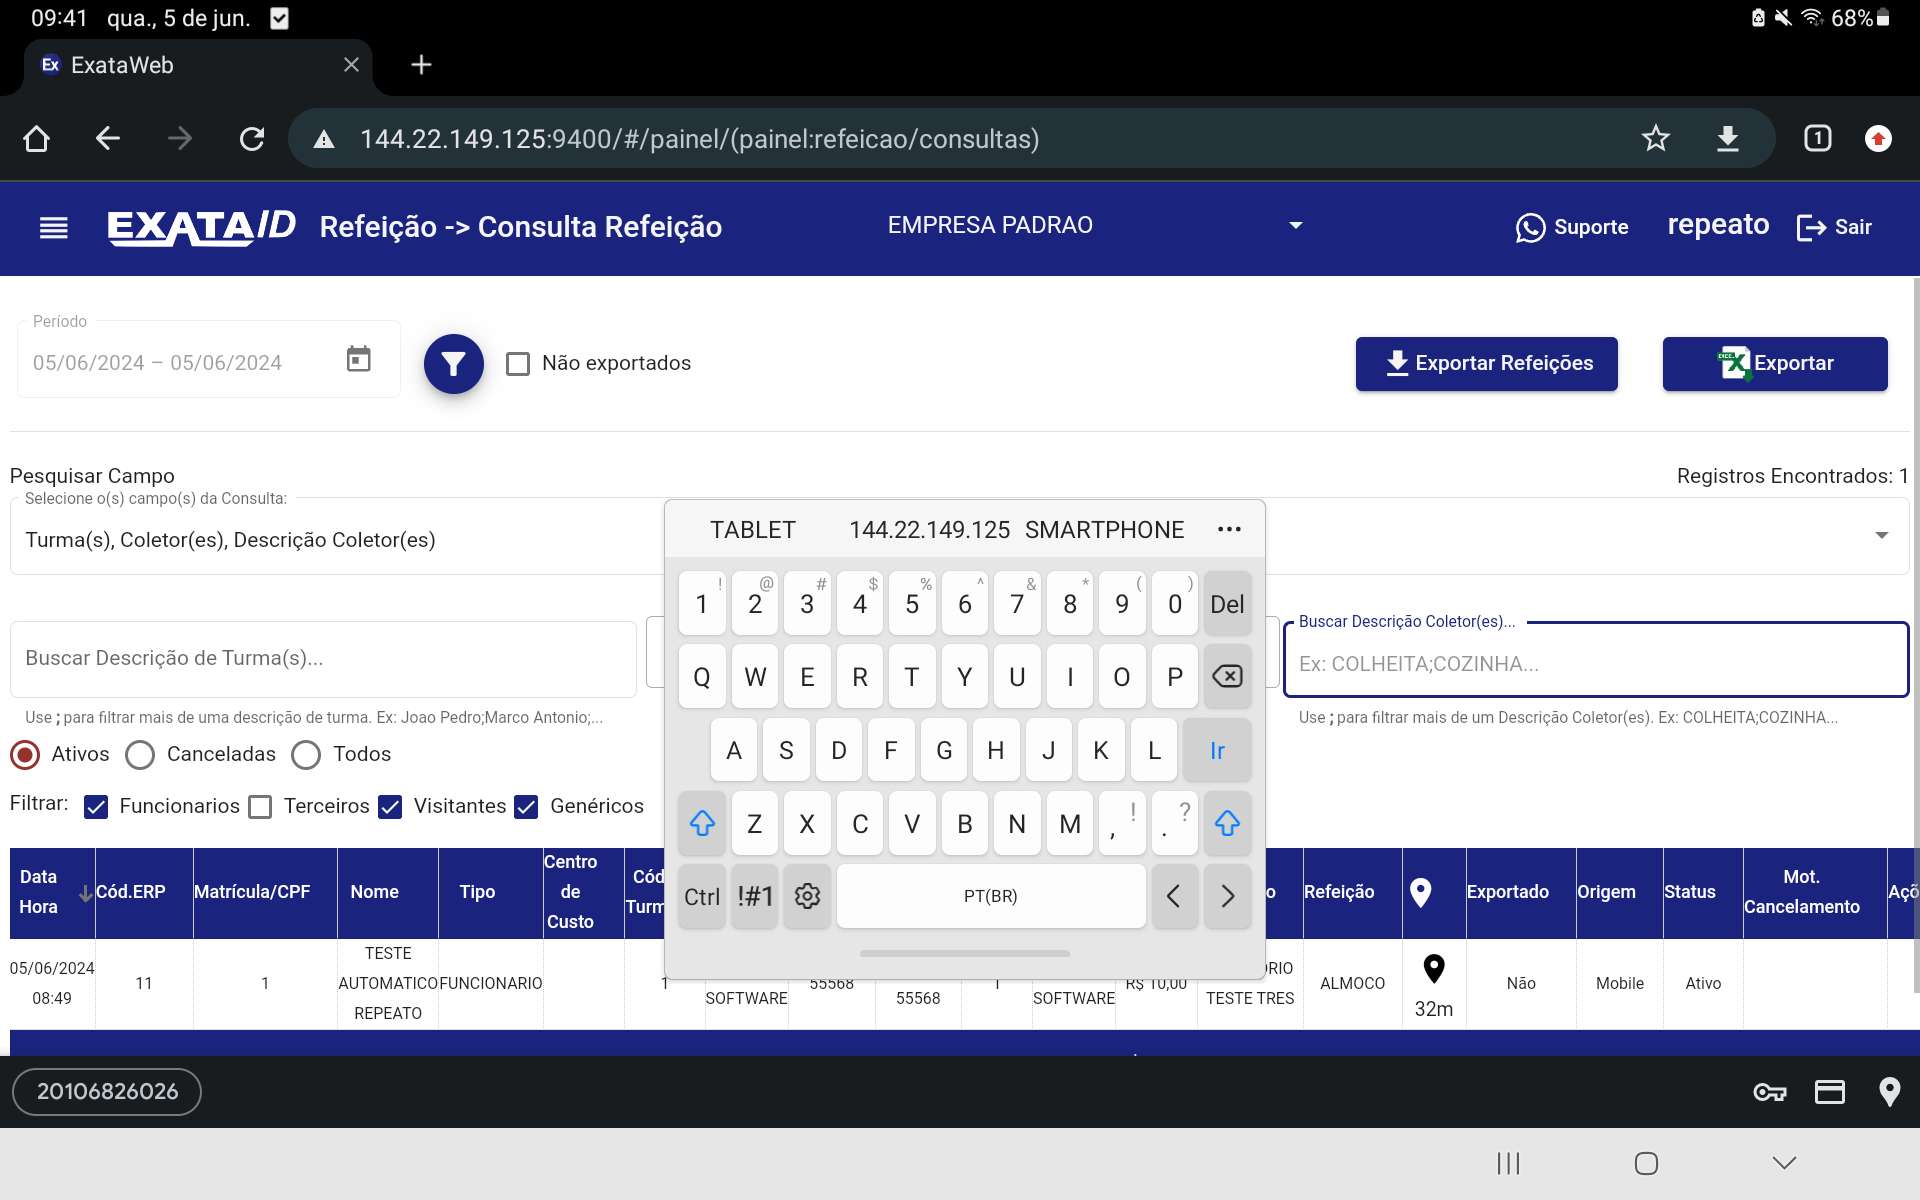 09:41 qua., 5 de jun. 68%
Ex ExataWeb
144.22.149.125:9400/#/painel/(painel:refeicao/consultas) 1
EXATA/ID Refeição -> Consulta Refeição EMPRESA PADRAO Suporte repeato Sair
Período
05/06/2024 – 05/06/2024 Não exportados Exportar Refeições Exportar
Pesquisar Campo Registros Encontrados: 1
Selecione o(s) campo(s) da Consulta:
Turma(s), Coletor(es), Descrição Coletor(es)
TABLET 144.22.149.125 SMARTPHONE ...
! @ # $ % ^ & * ( )
1 2 3 4 5 6 7 8 9 0 Del
Buscar Descrição de Turma(s)... Buscar Descrição Coletor(es)...
Ex: COLHEITA;COZINHA...
Q W E R T Y U I O P
Use ; para filtrar mais de uma descrição de turma. Ex: Joao Pedro;Marco Antonio;... Use ; para filtrar mais de um Descrição Coletor(es). Ex: COLHEITA;COZINHA...
Ativos Canceladas Todos
A S D F G H J K L Ir
Filtrar: Funcionarios Terceiros Visitantes Genéricos
Z X C V B N M , ! . ?
Ctrl !#1 PT(BR) < >
Data Hora Cód.ERP Matrícula/CPF Nome Tipo Centro de Custo Cód Turm o Refeição Exportado Origem Status Mot. Cancelamento Açõ
05/06/2024 08:49 11 1 TESTE AUTOMATICO REPEATO FUNCIONARIO 1 SOFTWARE 55568 55568 1 SOFTWARE R$ 10,00 RIO TESTE TRES ALMOCO 32m Não Mobile Ativo
20106826026